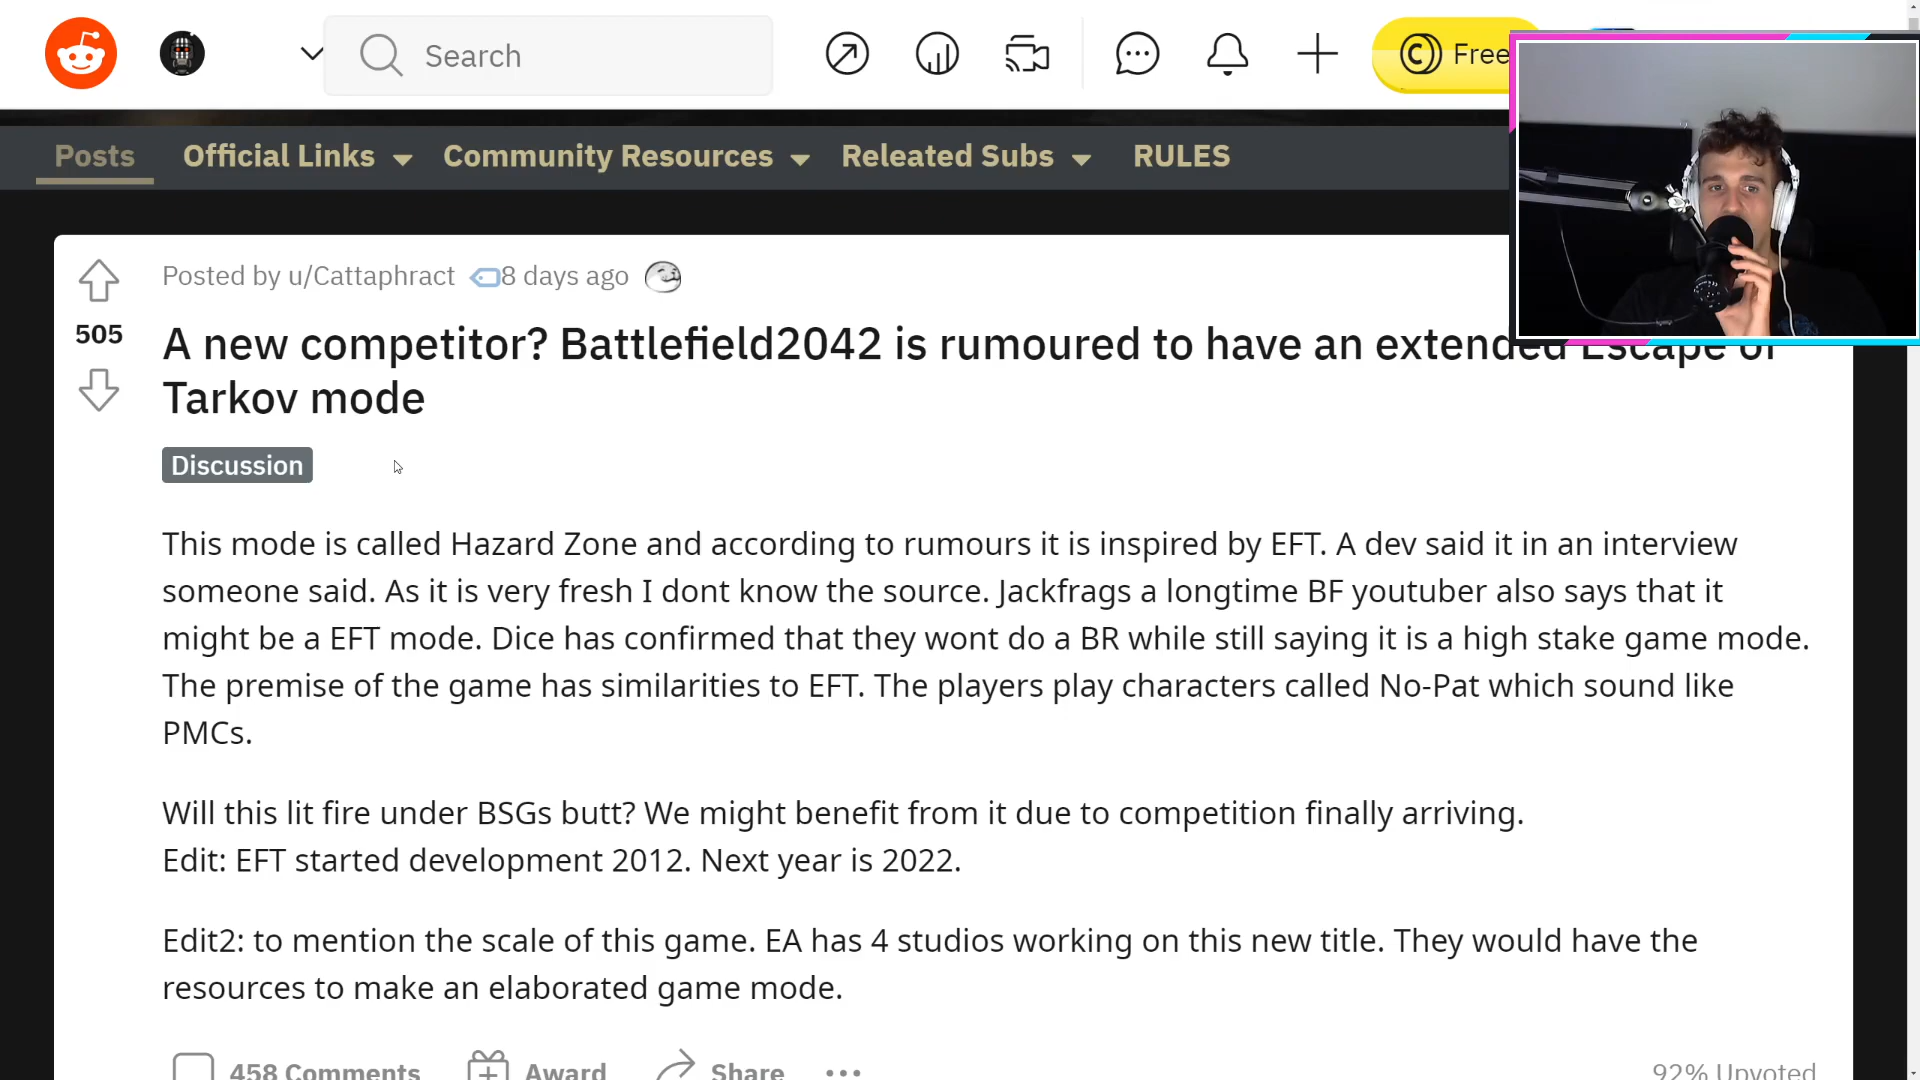 Search
Free
Posts
Official Links
Community Resources
Releated Subs
RULES
Posted by u/Cattaphract
8 days ago
505
A new competitor? Battlefield2042 is rumoured to have an extended Escape of
Tarkov mode
Discussion
This mode is called Hazard Zone and according to rumours it is inspired by EFT. A dev said it in an interview
someone said. As it is very fresh I dont know the source. Jackfrags a longtime BF youtuber also says that it
might be a EFT mode. Dice has confirmed that they wont do a BR while still saying it is a high stake game mode.
The premise of the game has similarities to EFT. The players play characters called No-Pat which sound like
PMCs.
Will this lit fire under BSGs butt? We might benefit from it due to competition finally arriving.
Edit: EFT started development 2012. Next year is 2022.
Edit2: to mention the scale of this game. EA has 4 studios working on this new title. They would have the
resources to make an elaborated game mode.
458 Comments
Award
Share
92% Upvoted